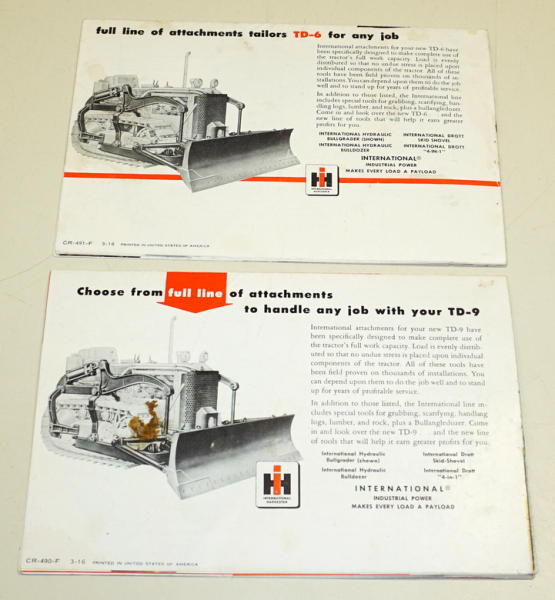 full line of attachments tailors TD-6 for any job
International attachments for your new TD-6 have
been specifically designed to make complete use of
the tractor's full work capacity. Load is evenly
distributed so that no undue stress is placed upon
individual components of the tractor. All of these
tools have been field proven on thousands of in-
stallations. You can depend upon them to do the job
well and to stand up for years of profitable service.
In addition to those listed, the International line
includes special tools for grubbing, scarifying, han-
dling logs, lumber, and rock, plus a bullangledozer.
Come in and look over the new TD-6 . . . and the
new line of tools that will help it earn greater
profits for you.
INTERNATIONAL HYDRAULIC
BULLGRADER (SHOWN)
INTERNATIONAL DROTT
SKID SHOVEL
INTERNATIONAL HYDRAULIC
BULLDOZER
INTERNATIONAL DROTT
"4-IN-1"
INTERNATIONAL®
INDUSTRIAL POWER
MAKES EVERY LOAD A PAYLOAD
IH
INTERNATIONAL
HARVESTER
CR-491-F 3-16 PRINTED IN UNITED STATES OF AMERICA
Choose from full line of attachments
to handle any job with your TD-9
International attachments for your new TD-9 have
been specifically designed to make complete use of
the tractor's full work capacity. Load is evenly distrib-
uted so that no undue stress is placed upon individual
components of the tractor. All of these tools have
been field proven on thousands of installations. You
can depend upon them to do the job well and to stand
up for years of profitable service.
In addition to those listed, the International line in-
cludes special tools for grubbing, scarifying, handling
logs, lumber, and rock, plus a Bullangledozer. Come
in and look over the new TD-9 . . . and the new line
of tools that will help it earn greater profits for you.
International Hydraulic
Bullgrader (shown)
International Drott
Skid-Shovel
International Hydraulic
Bulldozer
International Drott
"4-in-1"
INTERNATIONAL®
INDUSTRIAL POWER
MAKES EVERY LOAD A PAYLOAD
IH
INTERNATIONAL
HARVESTER
CR-490-F 3-16 PRINTED IN UNITED STATES OF AMERICA